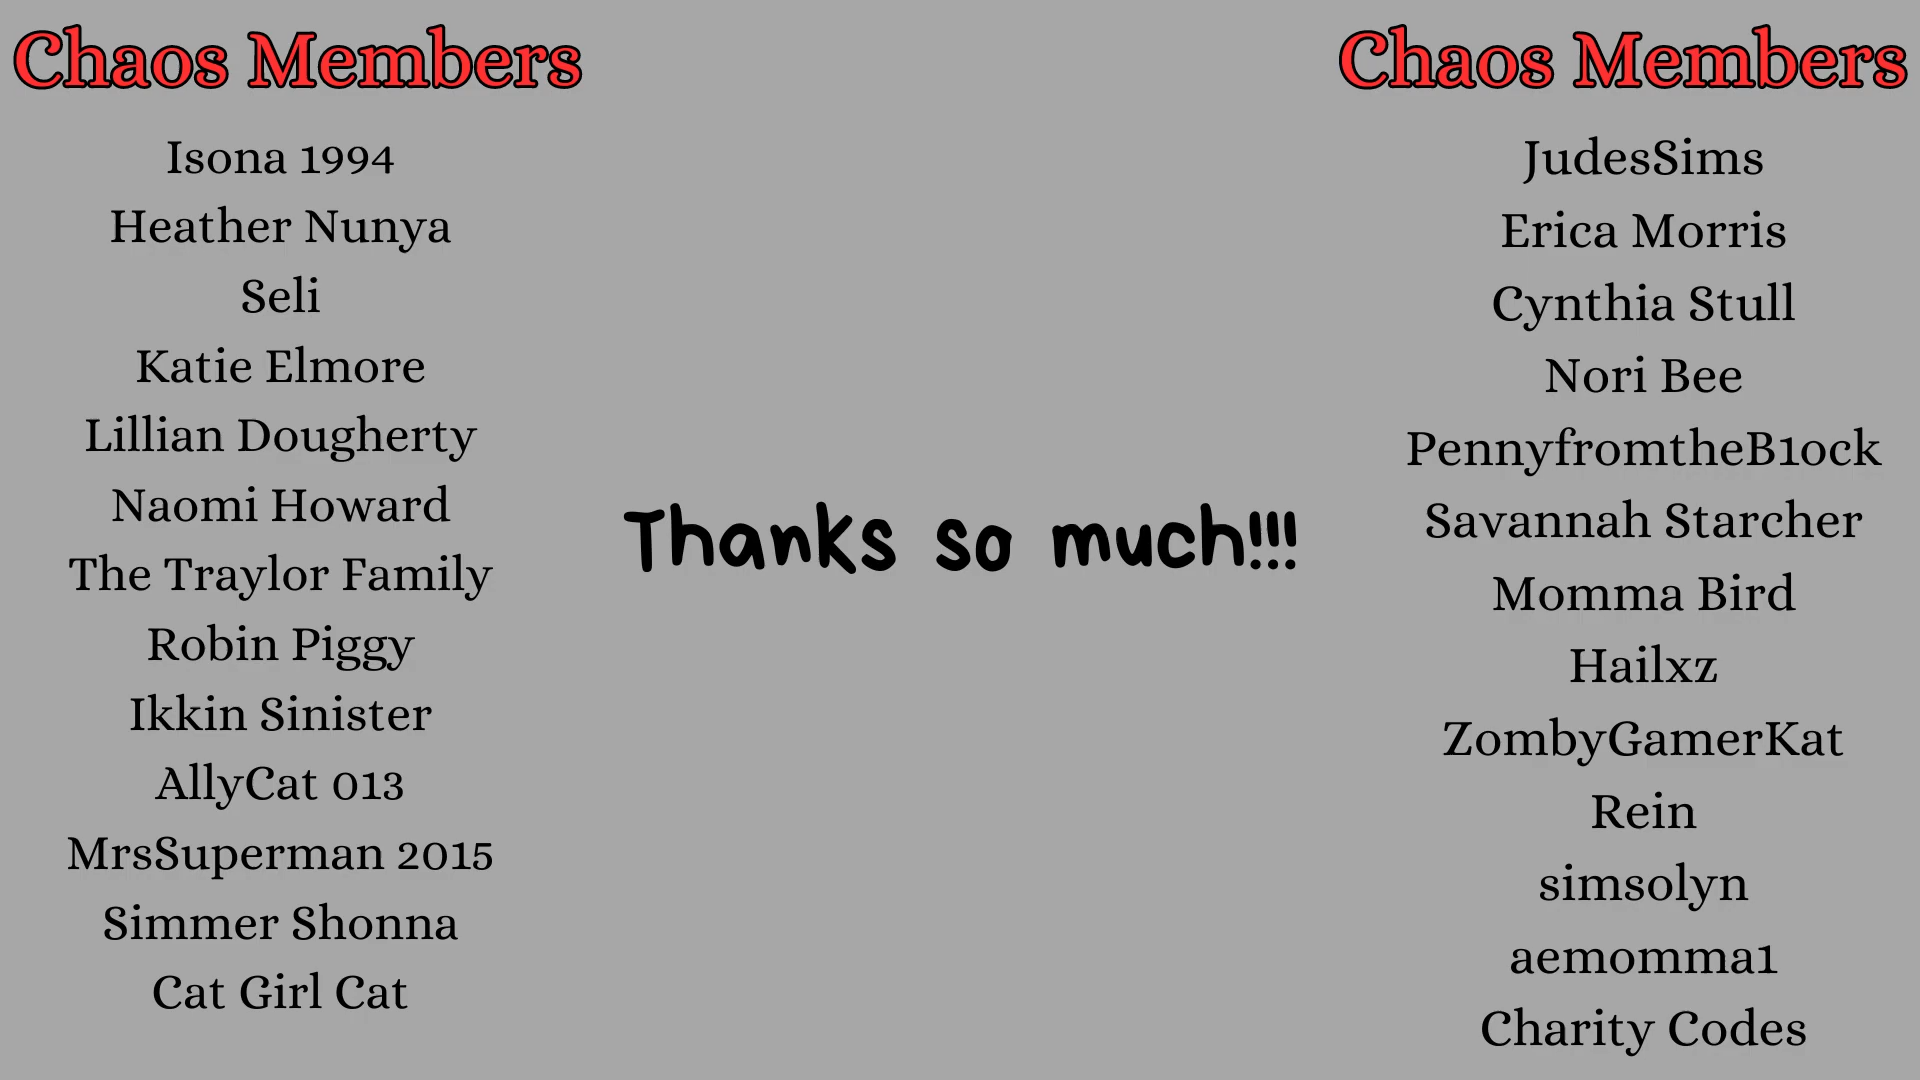 Chaos Members
Isona 1994
Heather Nunya
Seli
Katie Elmore
Lillian Dougherty
Naomi Howard
The Traylor Family
Robin Piggy
Ikkin Sinister
AllyCat 013
MrsSuperman 2015
Simmer Shonna
Cat Girl Cat
Thanks so much!!!
Chaos Members
JudesSims
Erica Morris
Cynthia Stull
Nori Bee
PennyfromtheB1ock
Savannah Starcher
Momma Bird
Hailxz
ZombyGamerKat
Rein
simsolyn
aemomma1
Charity Codes